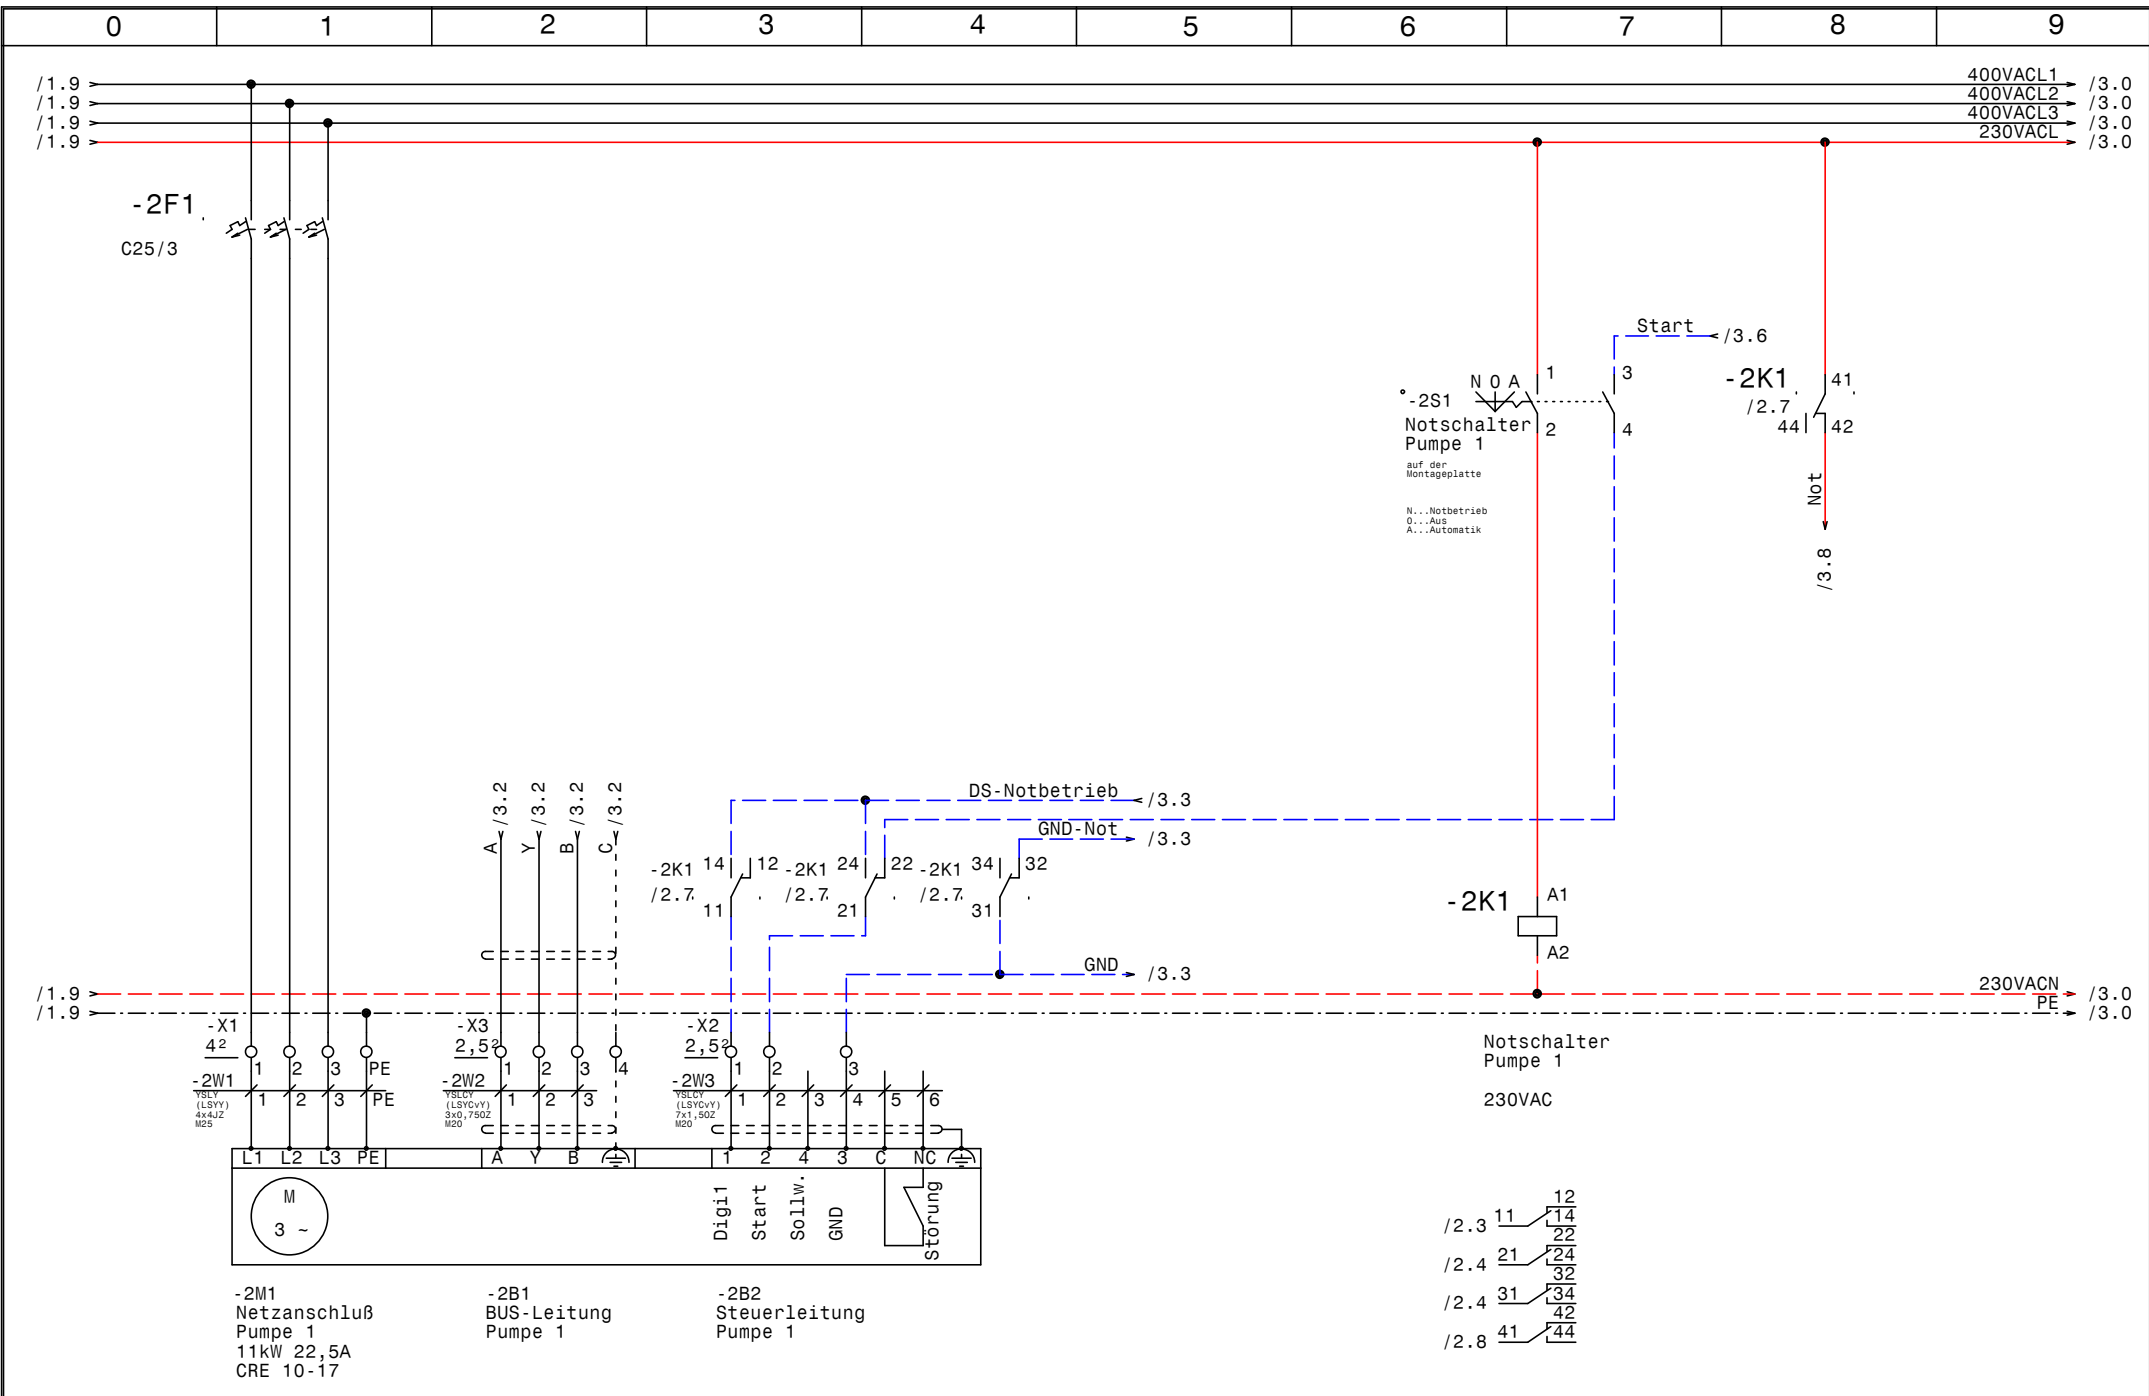 0 1 2 3 4 5 6 7 8 9
/1.9 400VACL1 /3.0
/1.9 400VACL2 /3.0
/1.9 400VACL3 /3.0
/1.9 230VACL /3.0
-2F1
C25/3
Start /3.6
N O A 1 3
-2S1
Notschalter 2 4
Pumpe 1
auf der
Montageplatte
N...Notbetrieb
O...Aus
A...Automatik
-2K1 41
/2.7
44 42
Not
/3.8
A /3.2
Y /3.2
B /3.2
C /3.2
DS-Notbetrieb /3.3
GND-Not /3.3
-2K1 14 12 -2K1 24 22 -2K1 34 32
/2.7 /2.7 /2.7
11 21 31
-2K1 A1
A2
GND /3.3
/1.9 230VACN /3.0
/1.9 PE /3.0
-X1 -X3 -X2
4² 2,5² 2,5²
1 2 3 PE 1 2 3 4 1 2 3
-2W1 -2W2 -2W3
1 2 3 PE 1 2 3 1 2 3 4 5 6
YSLY
(LSYY)
4x4JZ
M25
YSLCY
(LSYCvY)
3x0,75OZ
M20
YSLCY
(LSYCvY)
7x1,5OZ
M20
Notschalter
Pumpe 1
230VAC
L1 L2 L3 PE A Y B 1 2 4 3 C NC
M
3 ~
Digi1
Start
Sollw.
GND
Störung
-2M1
Netzanschluß
Pumpe 1
11kW 22,5A
CRE 10-17
-2B1
BUS-Leitung
Pumpe 1
-2B2
Steuerleitung
Pumpe 1
12
/2.3 11 14
22
/2.4 21 24
32
/2.4 31 34
42
/2.8 41 44